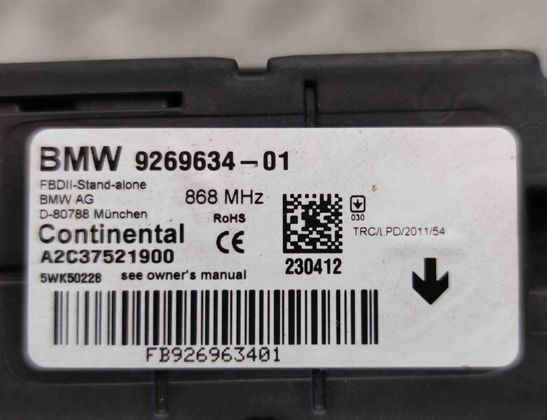 BMW 9269634-01
FBDII-Stand-alone
BMW AG
D-80788 München
868 MHz
RoHS
CE
Continental
A2C37521900
5WK50228 see owner's manual
230412
030
TRC/LPD/2011/54
FB926963401